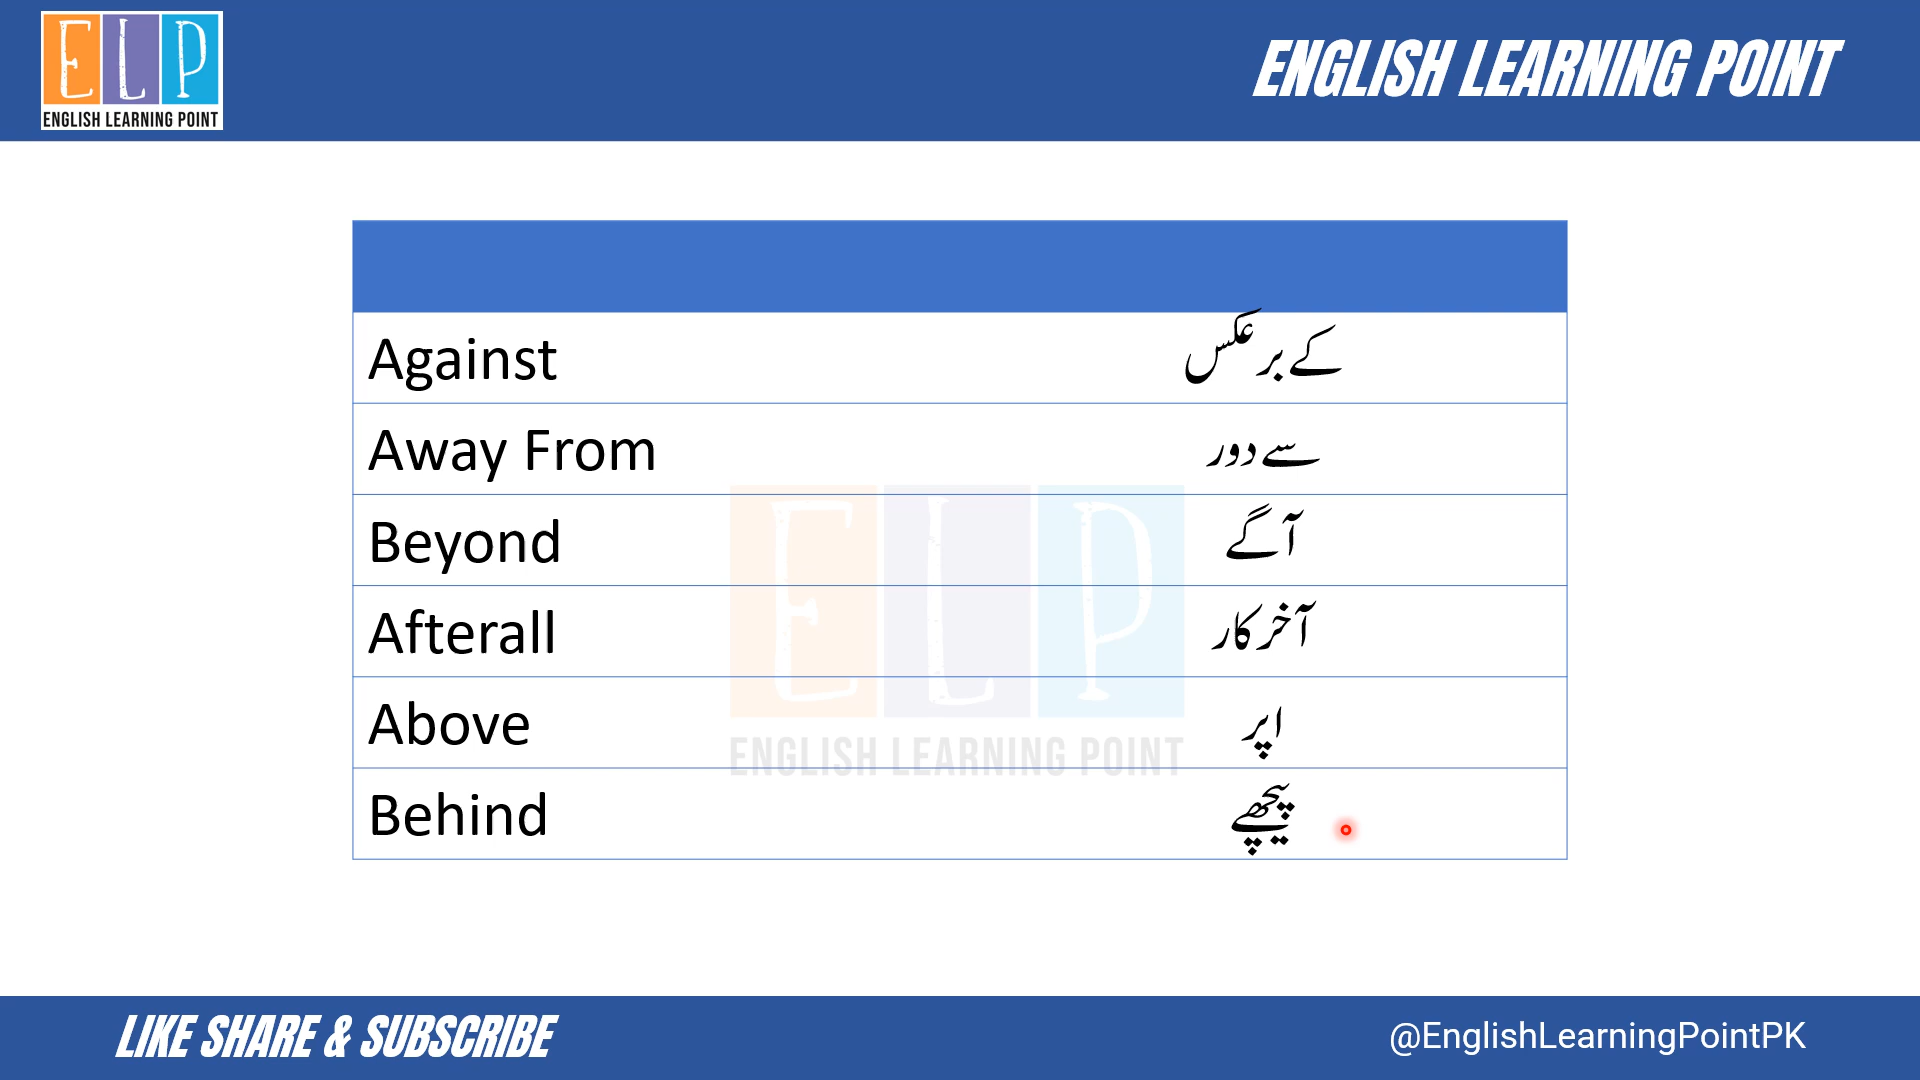 ELP
ENGLISH LEARNING POINT
ENGLISH LEARNING POINT
Against کے برعکس
Away From سے دور
Beyond آگے
Afterall آخرکار
Above اپر
Behind پیچھے
ELP
ENGLISH LEARNING POINT
LIKE SHARE & SUBSCRIBE
@EnglishLearningPointPK